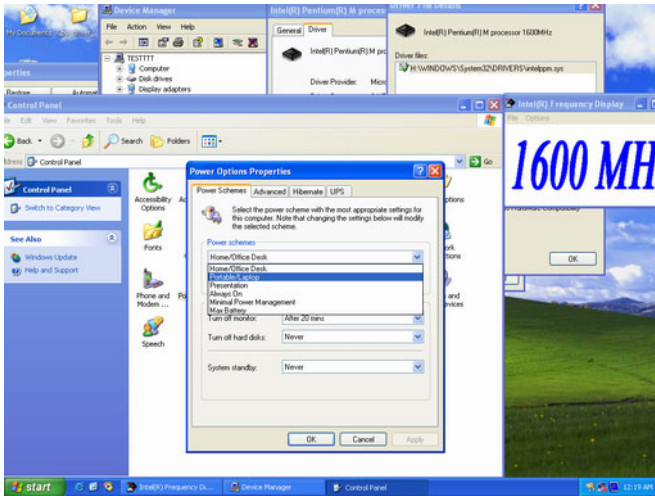 My Documents
Device Manager
File Action View Help
TESTTTT
Computer
Disk drives
Display adapters
Intel(R) Pentium(R) M proces
General Driver
Intel(R) Pentium(R) M pro
Driver Provider: Micro
Driver File Details
Intel(R) Pentium(R) M processor 1600MHz
Driver files:
H:\WINDOWS\System32\DRIVERS\intelppm.sys
perties
Restore
Automat
Control Panel
Edit View Favorites Tools Help
Back Search Folders
Control Panel Go
Control Panel
Switch to Category View
See Also
Windows Update
Help and Support
Accessibility
Options
Fonts
Phone and
Modem ...
Speech
Power Options Properties
Power Schemes Advanced Hibernate UPS
Select the power scheme with the most appropriate settings for
this computer. Note that changing the settings below will modify
the selected scheme.
Power schemes
Home/Office Desk
Home/Office Desk
Portable/Laptop
Presentation
Always On
Minimal Power Management
Max Battery
Turn off monitor: After 20 mins
Turn off hard disks: Never
System standby: Never
OK Cancel Apply
Intel(R) Frequency Display
File Options
1600 MH
OK
start
Intel(R) Frequency Di...
Device Manager
Control Panel
12:19 AM